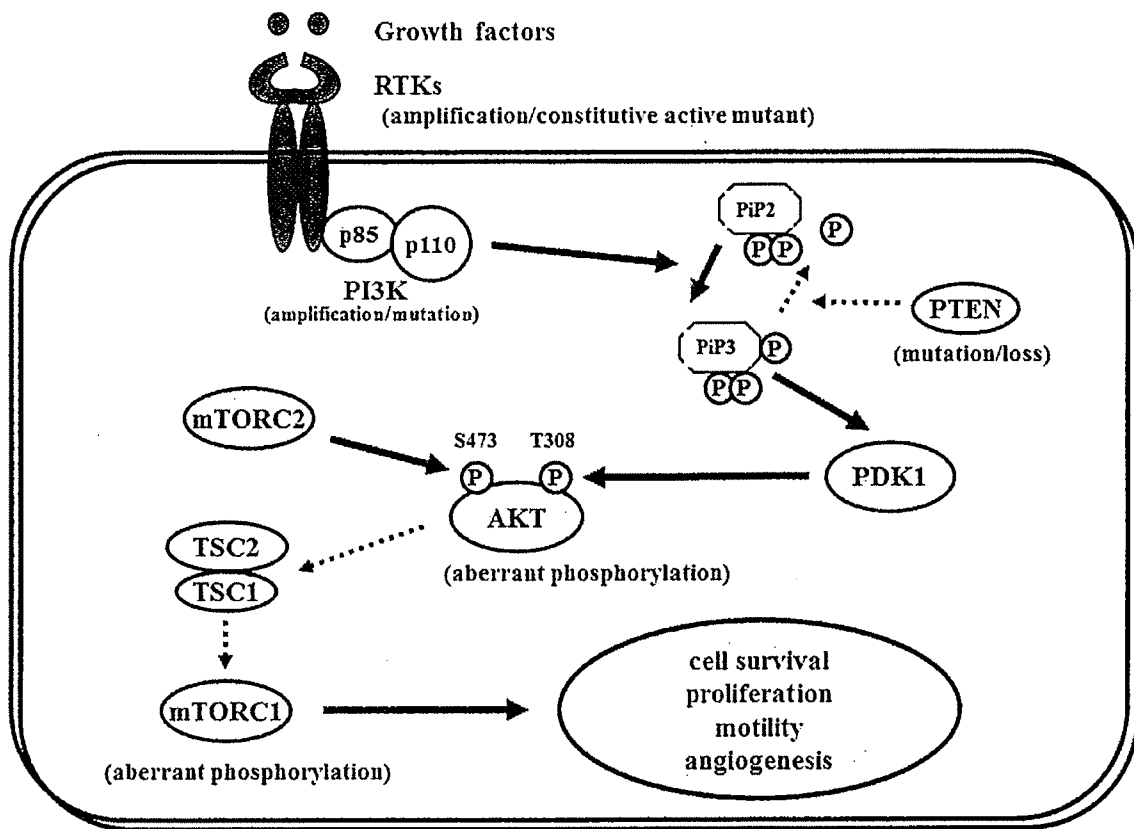 Growth factors
RTKs
(amplification/constitutive active mutant)
p85
p110
PI3K
(amplification/mutation)
PiP2
P P
P
PTEN
(mutation/loss)
PiP3
P
P P
mTORC2
S473
T308
P
P
AKT
(aberrant phosphorylation)
PDK1
TSC2
TSC1
mTORC1
(aberrant phosphorylation)
cell survival
proliferation
motility
angiogenesis